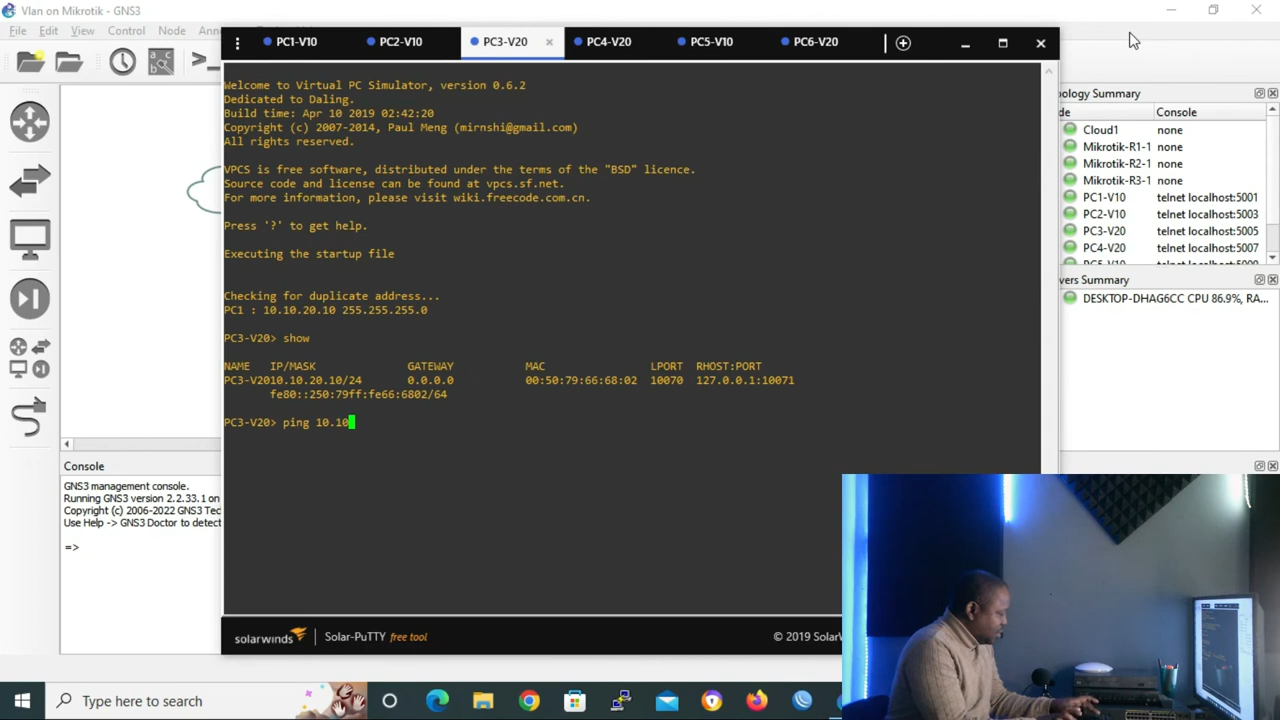 Vlan on Mikrotik - GNS3
File Edit View Control Node Ann
PC1-V10 PC2-V10 PC3-V20 PC4-V20 PC5-V10 PC6-V20
Welcome to Virtual PC Simulator, version 0.6.2
Dedicated to Daling.
Build time: Apr 10 2019 02:42:20
Copyright (c) 2007-2014, Paul Meng (mirnshi@gmail.com)
All rights reserved.
VPCS is free software, distributed under the terms of the "BSD" licence.
Source code and license can be found at vpcs.sf.net.
For more information, please visit wiki.freecode.com.cn.
Press '?' to get help.
Executing the startup file
Checking for duplicate address...
PC1 : 10.10.20.10 255.255.255.0
PC3-V20> show
NAME IP/MASK GATEWAY MAC LPORT RHOST:PORT
PC3-V2010.10.20.10/24 0.0.0.0 00:50:79:66:68:02 10070 127.0.0.1:10071
fe80::250:79ff:fe66:6802/64
PC3-V20> ping 10.10
solarwinds Solar-PuTTY free tool © 2019 SolarW
opology Summary
de Console
Cloud1 none
Mikrotik-R1-1 none
Mikrotik-R2-1 none
Mikrotik-R3-1 none
PC1-V10 telnet localhost:5001
PC2-V10 telnet localhost:5003
PC3-V20 telnet localhost:5005
PC4-V20 telnet localhost:5007
vers Summary
DESKTOP-DHAG6CC CPU 86.9%, RA...
Console
GNS3 management console.
Running GNS3 version 2.2.33.1 on
Copyright (c) 2006-2022 GNS3 Tec
Use Help -> GNS3 Doctor to detect
=>
Type here to search